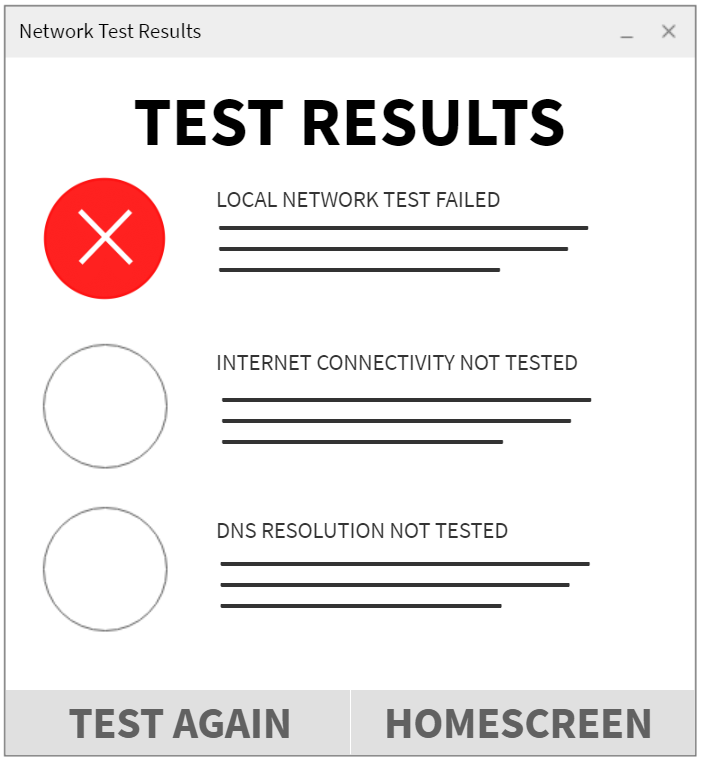 Network Test Results
TEST RESULTS
LOCAL NETWORK TEST FAILED
INTERNET CONNECTIVITY NOT TESTED
DNS RESOLUTION NOT TESTED
TEST AGAIN
HOMESCREEN